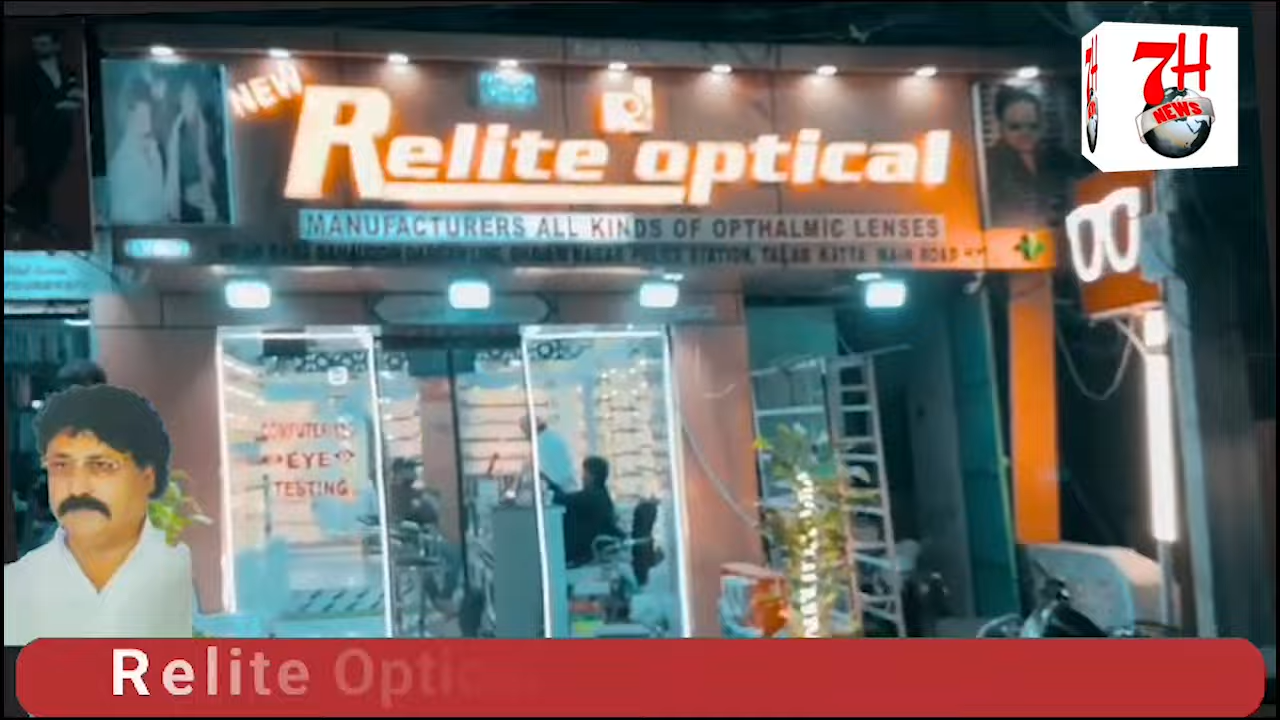 7H
NEWS
7H
NEW
Relite optical
MANUFACTURERS ALL KINDS OF OPTHALMIC LENSES
POLICE STATION, TALAB KATTA MAIN ROAD
EYE
TESTING
Relite Optic